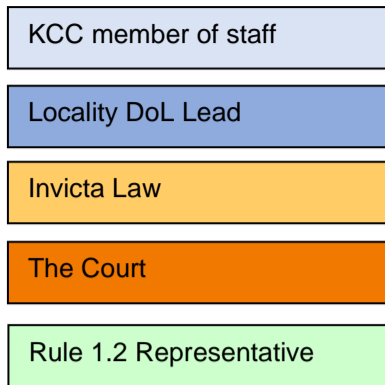 KCC member of staff
Locality DoL Lead
Invicta Law
The Court
Rule 1.2 Representative